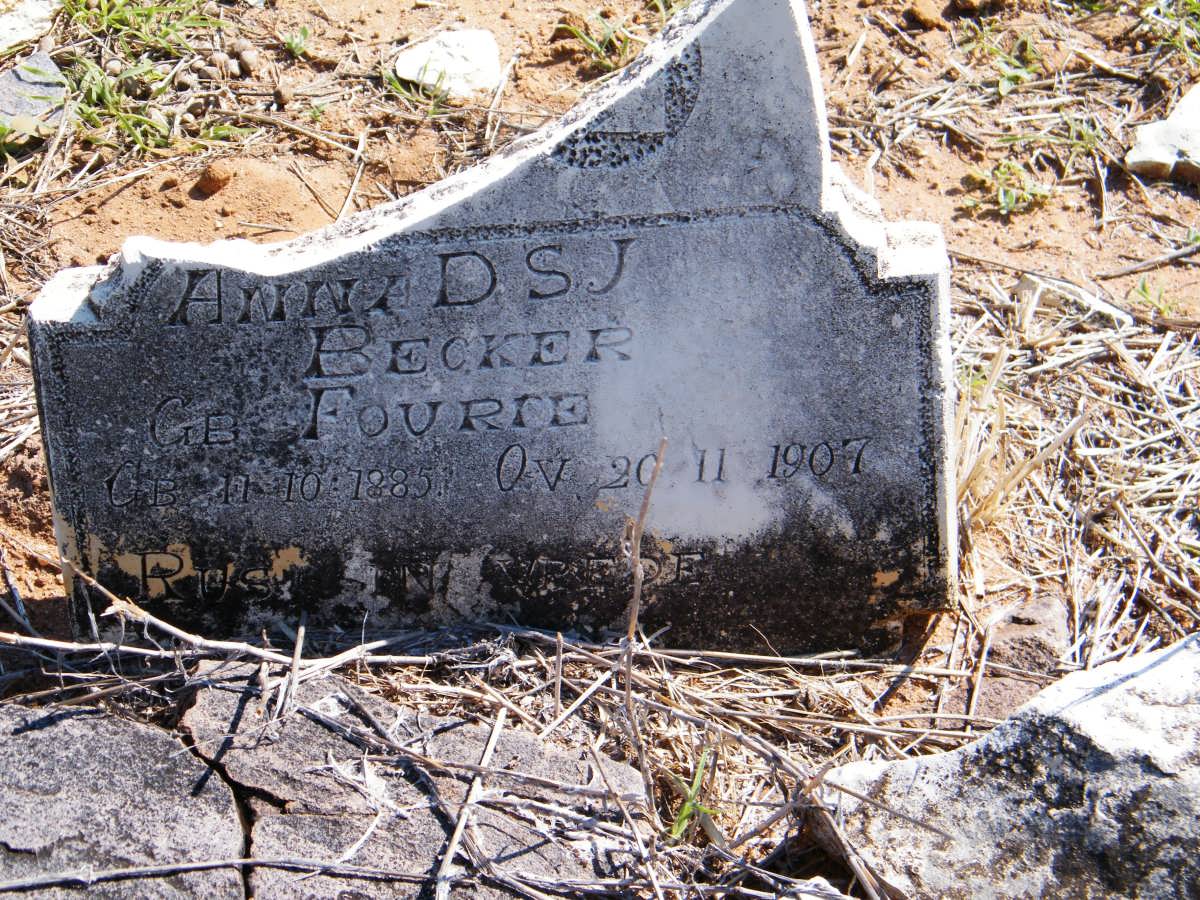 ANNA D S J
BECKER
GB FOURIE
GB 11 10 1885. OV 20 11 1907
RUS IN VREDE